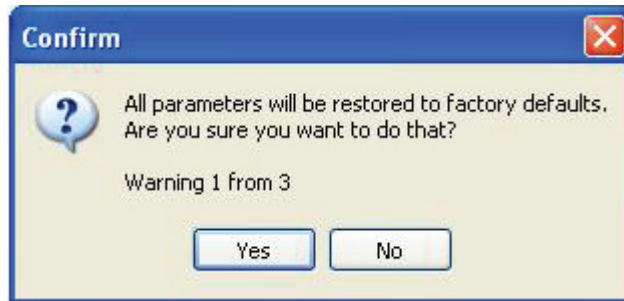 Confirm
All parameters will be restored to factory defaults.
Are you sure you want to do that?
Warning 1 from 3
Yes No